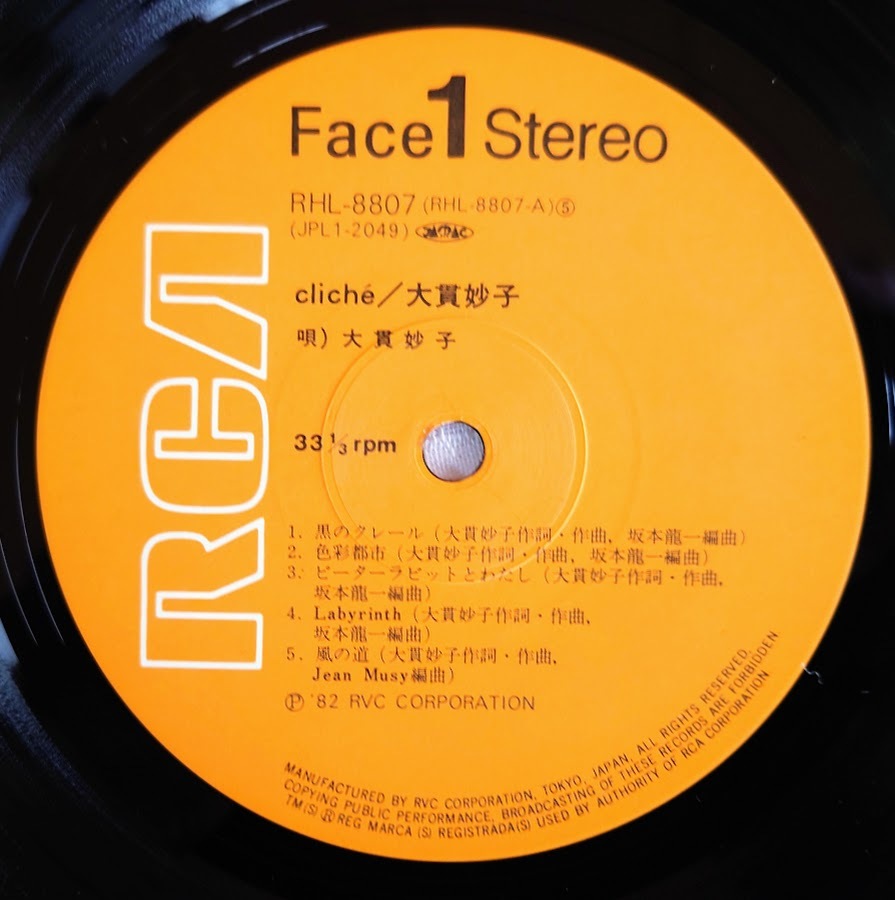 Face 1 Stereo
RHL-8807 (RHL-8807-A)⑤
(JPL1-2049) JASRAC
cliché／大貫妙子
唄) 大貫妙子
RCA
33 1/3 rpm
1. 黒のクレール（大貫妙子作詞・作曲，坂本龍一編曲）
2. 色彩都市（大貫妙子作詞・作曲，坂本龍一編曲）
3. ピーターラビットとわたし（大貫妙子作詞・作曲，
坂本龍一編曲）
4. Labyrinth（大貫妙子作詞・作曲，
坂本龍一編曲）
5. 風の道（大貫妙子作詞・作曲，
Jean Musy編曲）
Ⓟ '82 RVC CORPORATION
MANUFACTURED BY RVC CORPORATION, TOKYO, JAPAN, ALL RIGHTS RESERVED,
COPYING PUBLIC PERFORMANCE, BROADCASTING OF THESE RECORDS ARE FORBIDDEN
TM(S) Ⓡ REG MARCA (S) REGISTRADA(S) USED BY AUTHORITY OF RCA CORPORATION